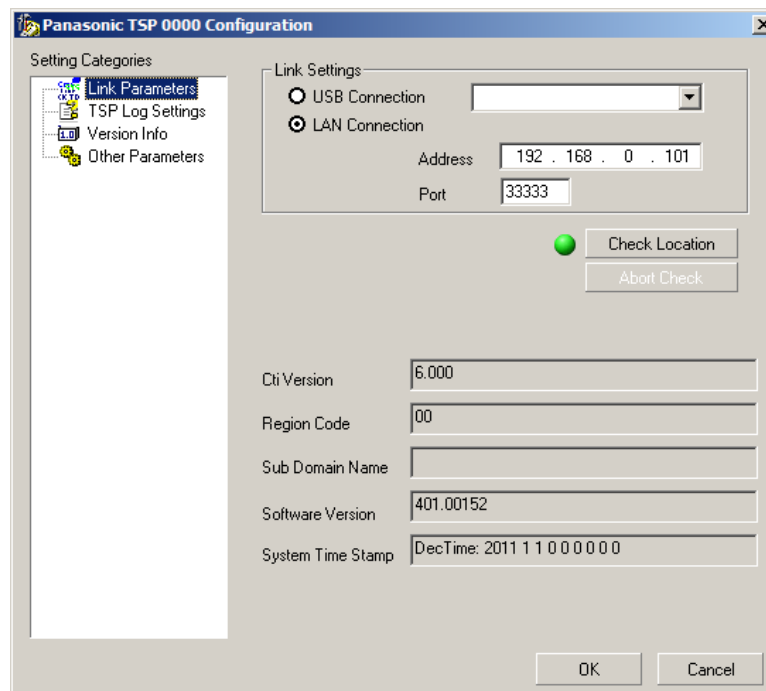 Panasonic TSP 0000 Configuration
Setting Categories
Link Parameters
TSP Log Settings
Version Info
Other Parameters
Link Settings
USB Connection
LAN Connection
Address 192 . 168 . 0 . 101
Port 33333
Check Location
Abort Check
Cti Version 6.000
Region Code 00
Sub Domain Name
Software Version 401.00152
System Time Stamp DecTime: 2011 1 1 0 0 0 0 0 0
OK Cancel